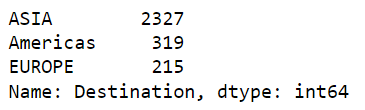 ASIA        2327
Americas     319
EUROPE       215
Name: Destination, dtype: int64